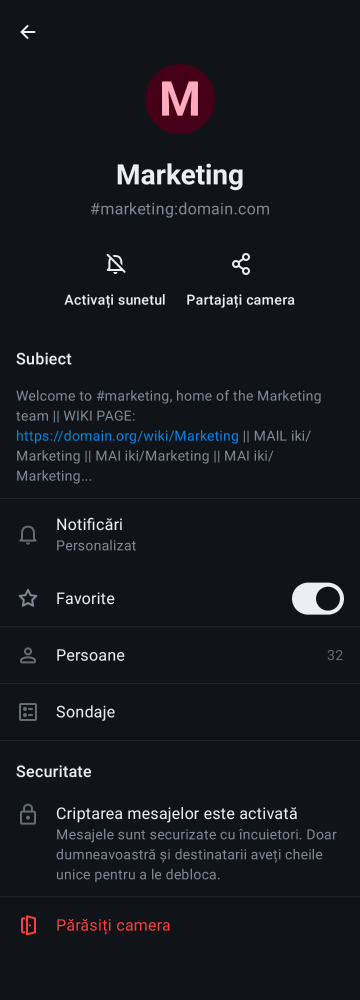 M
Marketing
#marketing:domain.com
Activați sunetul
Partajați camera
Subiect
Welcome to #marketing, home of the Marketing
team || WIKI PAGE:
https://domain.org/wiki/Marketing || MAIL iki/
Marketing || MAI iki/Marketing || MAI iki/
Marketing...
Notificări
Personalizat
Favorite
Persoane 32
Sondaje
Securitate
Criptarea mesajelor este activată
Mesajele sunt securizate cu încuietori. Doar
dumneavoastră și destinatarii aveți cheile
unice pentru a le debloca.
Părăsiți camera